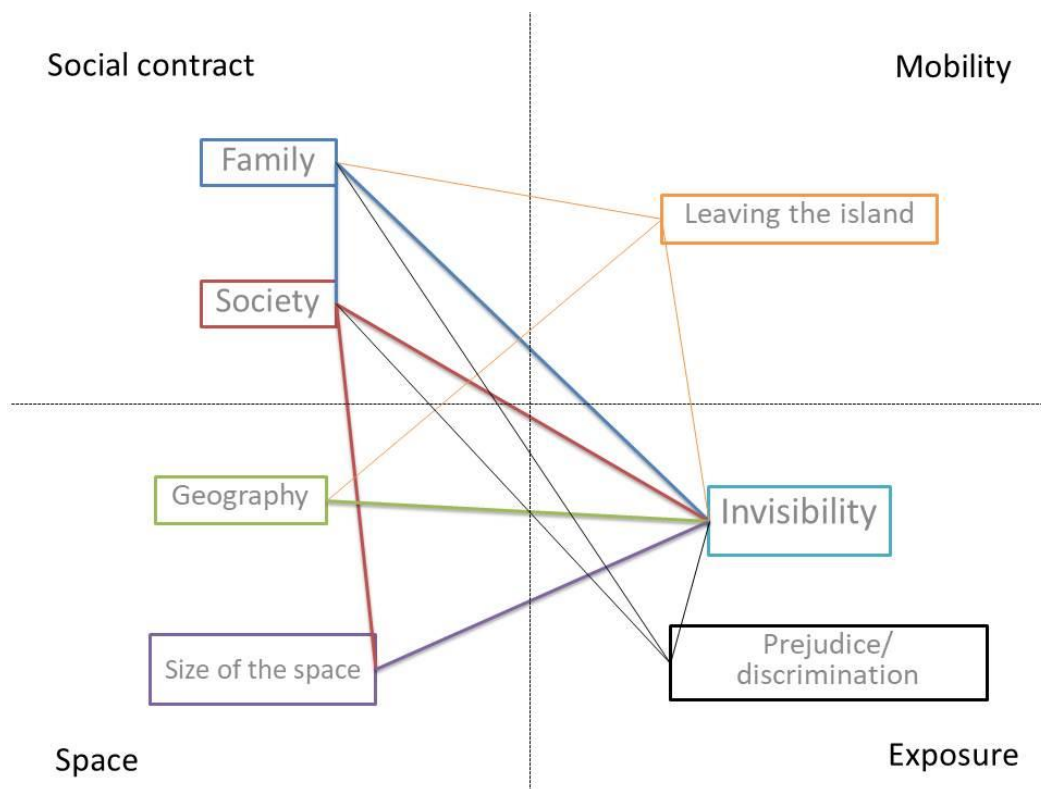 Social contract
Mobility
Family
Leaving the island
Society
Geography
Invisibility
Size of the space
Prejudice/
discrimination
Space
Exposure